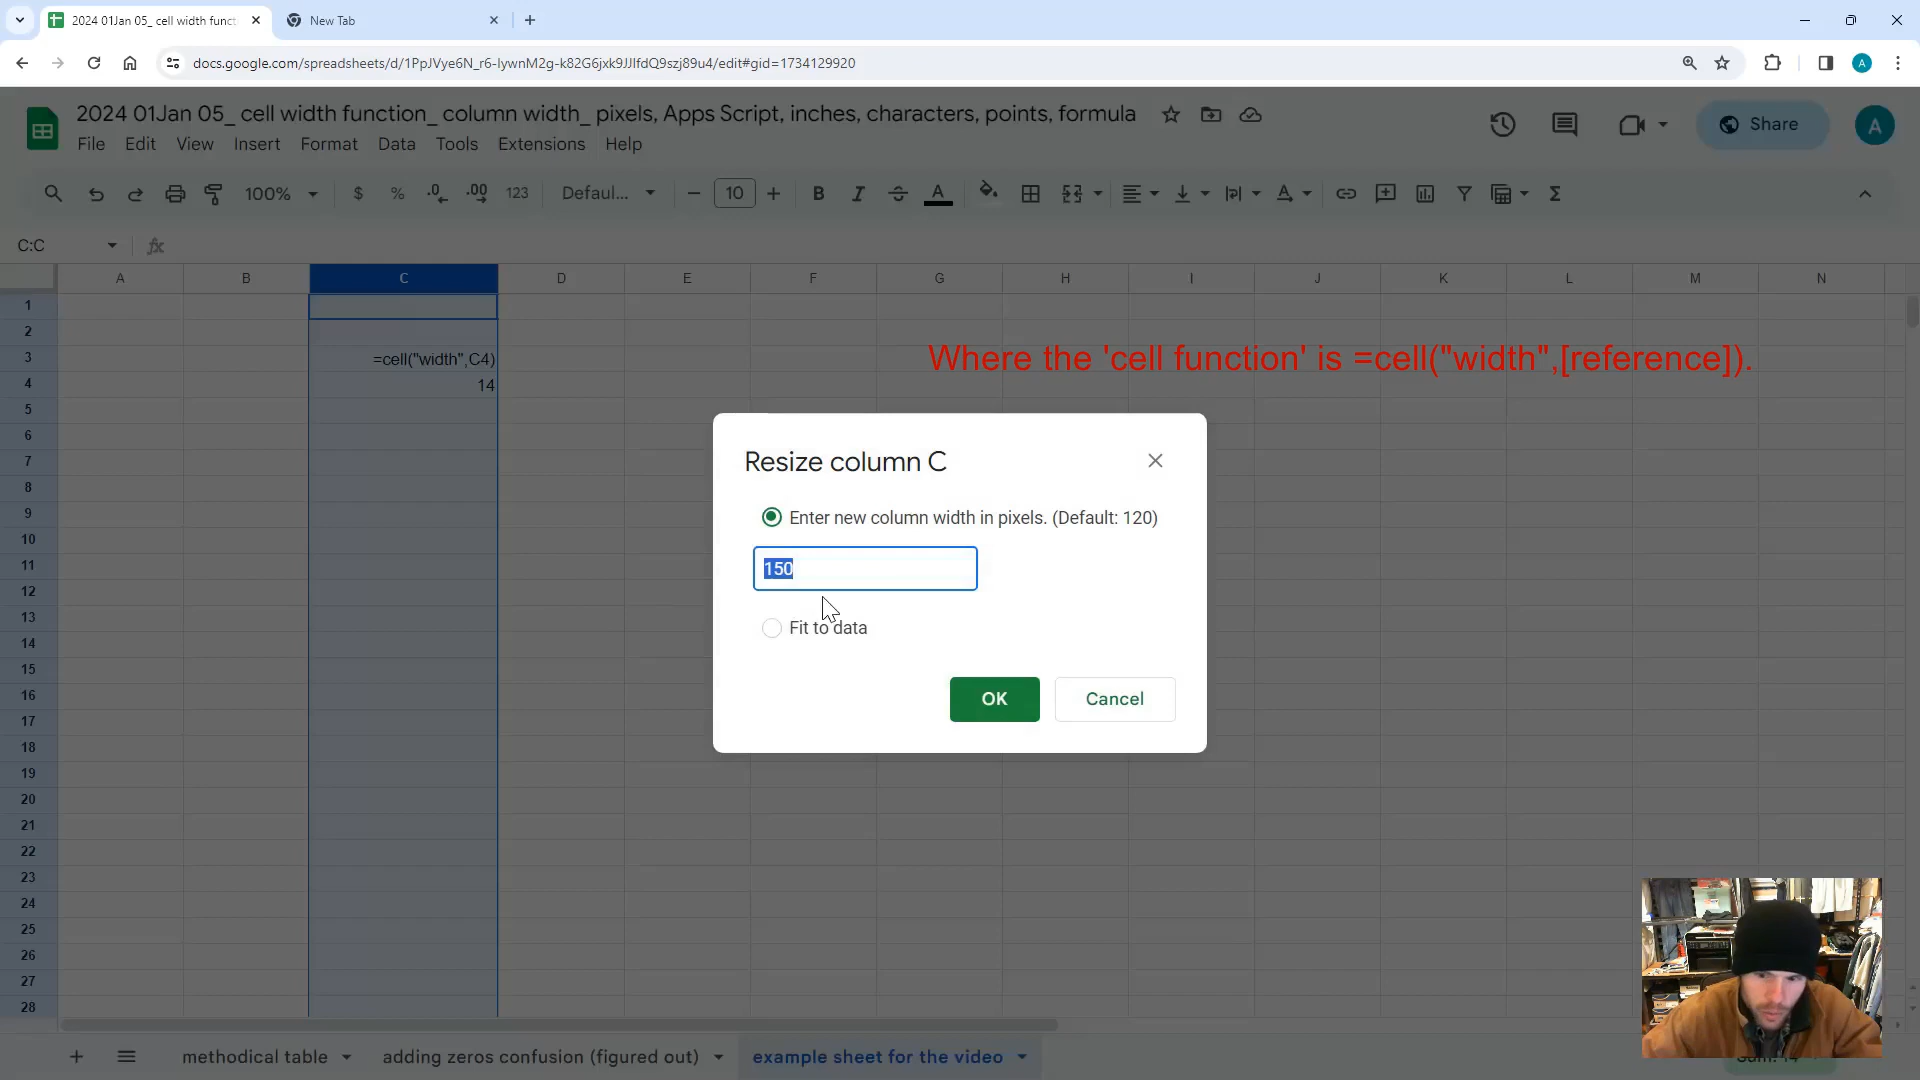 2024 01Jan 05_ cell width funct
New Tab
docs.google.com/spreadsheets/d/1PpJVye6N_r6-IywnM2g-k82G6jxk9JJlfdQ9szj89u4/edit#gid=1734129920
A
2024 01Jan 05_ cell width function_ column width_ pixels, Apps Script, inches, characters, points, formula
Share
A
File Edit View Insert Format Data Tools Extensions Help
100% $ % .0 .00 123 Defaul... 10 B I S A
C:C fx
A B C D E F G H I J K L M N
1
2
3 =cell("width",C4) Where the 'cell function' is =cell("width",[reference]).
4 14
5
6
7
8
9
10
11
12
13
14
15
16
17
18
19
20
21
22
23
24
25
26
27
28
Resize column C
Enter new column width in pixels. (Default: 120)
150
Fit to data
OK Cancel
methodical table adding zeros confusion (figured out) example sheet for the video